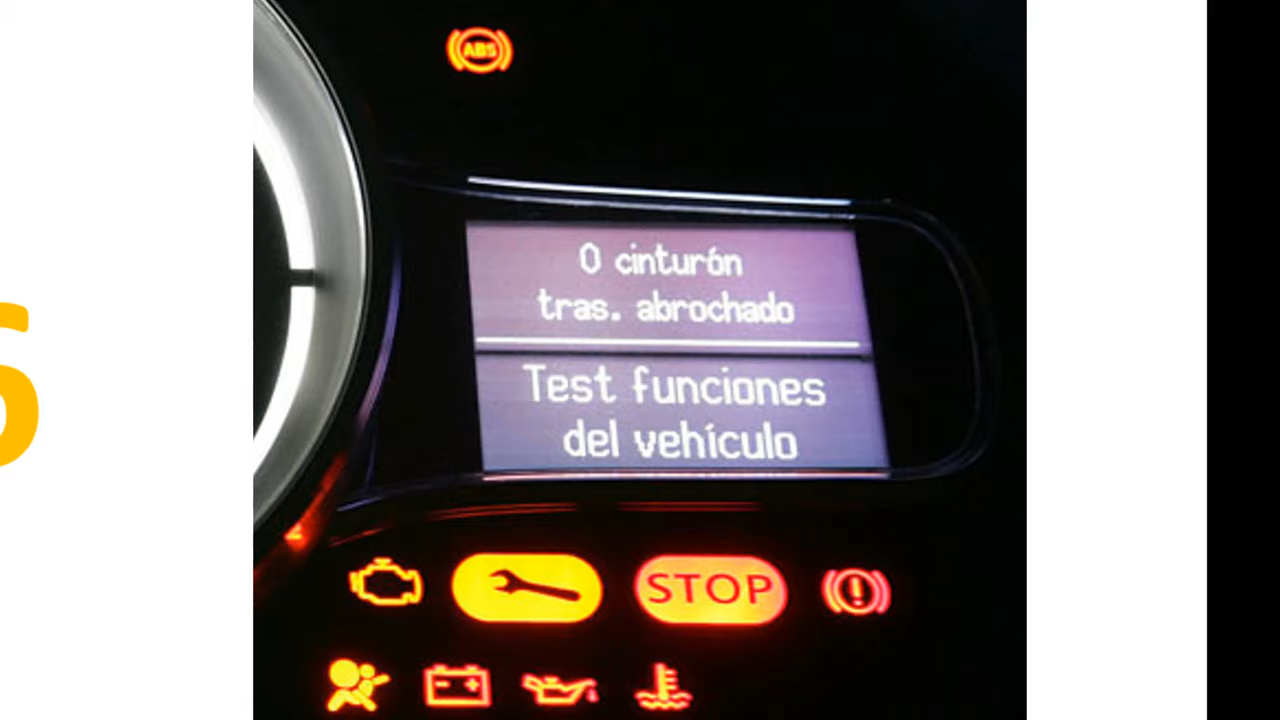 ABS
0 cinturón
tras. abrochado
Test funciones
del vehículo
STOP